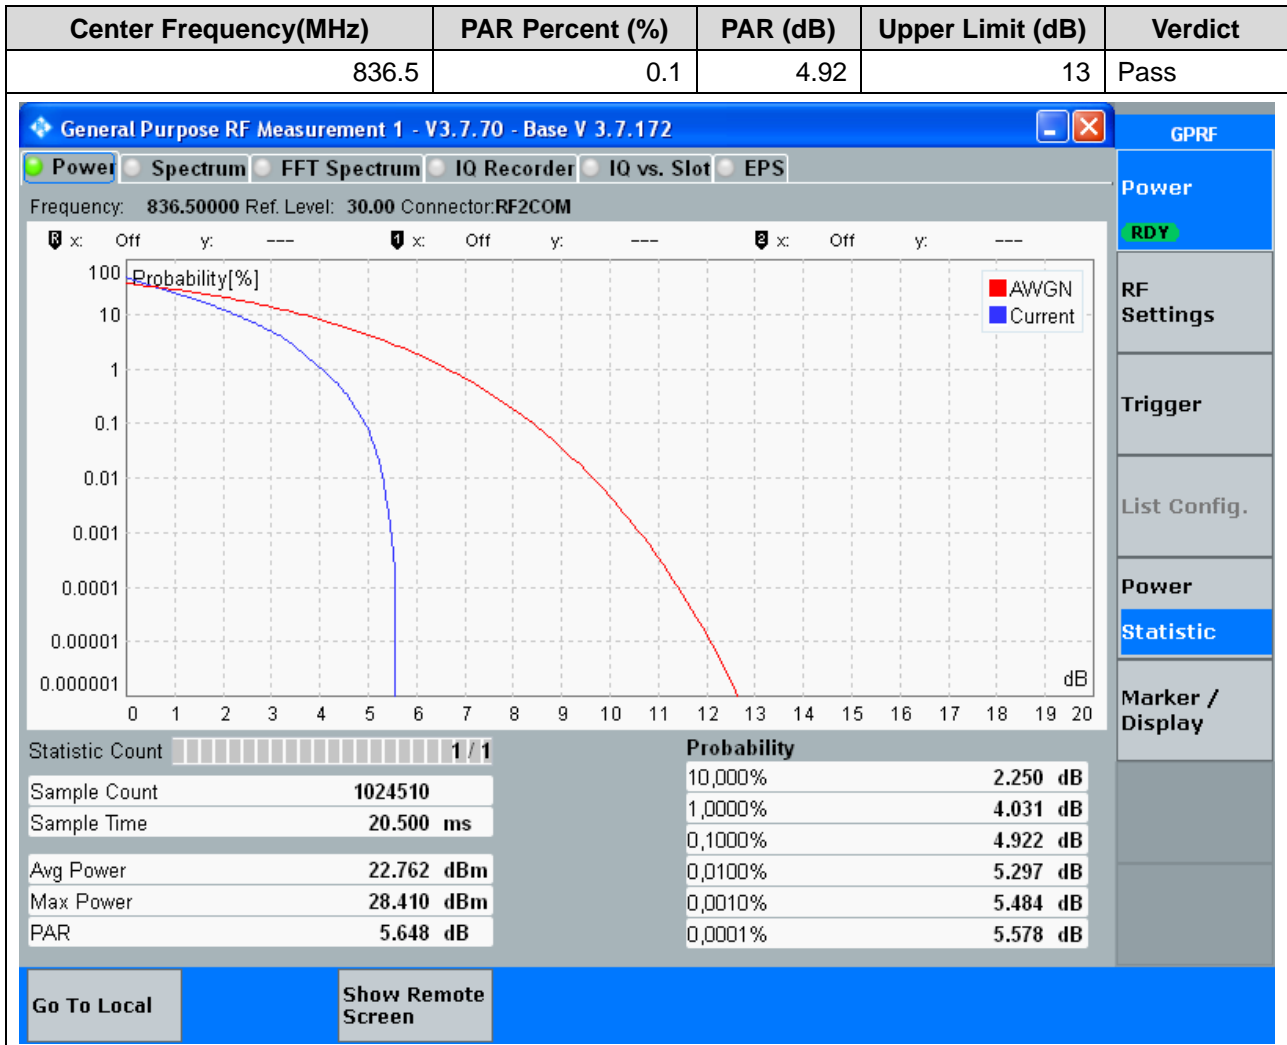 Center Frequency(MHz) PAR Percent (%) PAR (dB) Upper Limit (dB) Verdict
836.5 0.1 4.92 13 Pass
General Purpose RF Measurement 1 - V3.7.70 - Base V 3.7.172
GPRF
Power Spectrum FFT Spectrum IQ Recorder IQ vs. Slot EPS
Power
RDY
Frequency: 836.50000 Ref. Level: 30.00 Connector:RF2COM
R x: Off y: --- 1 x: Off y: --- 2 x: Off y: ---
100 Probability[%]
AWGN
Current
10
1
0.1
0.01
0.001
0.0001
0.00001
0.000001
dB
0 1 2 3 4 5 6 7 8 9 10 11 12 13 14 15 16 17 18 19 20
RF
Settings
Trigger
List Config.
Power
Statistic
Marker /
Display
Statistic Count 1 / 1
Sample Count 1024510
Sample Time 20.500 ms
Avg Power 22.762 dBm
Max Power 28.410 dBm
PAR 5.648 dB
Probability
10,000% 2.250 dB
1,0000% 4.031 dB
0,1000% 4.922 dB
0,0100% 5.297 dB
0,0010% 5.484 dB
0,0001% 5.578 dB
Go To Local
Show Remote
Screen